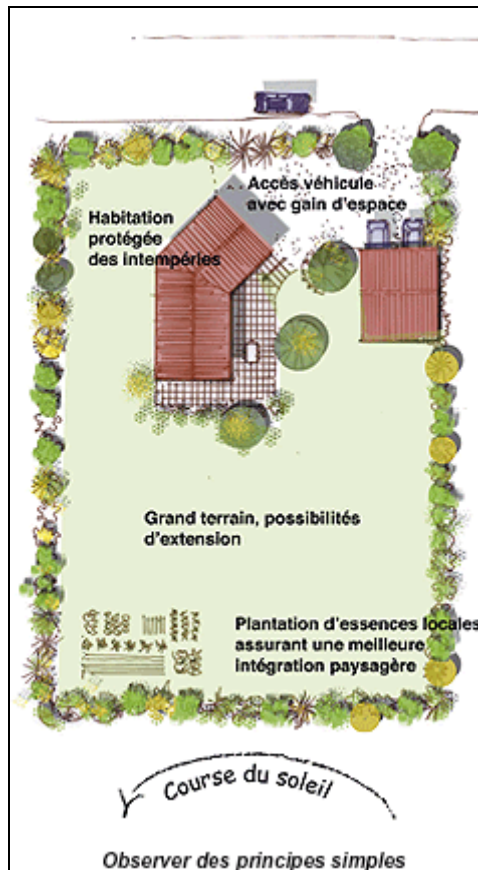 Accès véhicule
avec gain d'espace
Habitation
protégée
des intempéries
Grand terrain, possibilités
d'extension
Plantation d'essences locales
assurant une meilleure
intégration paysagère
Course du soleil
Observer des principes simples